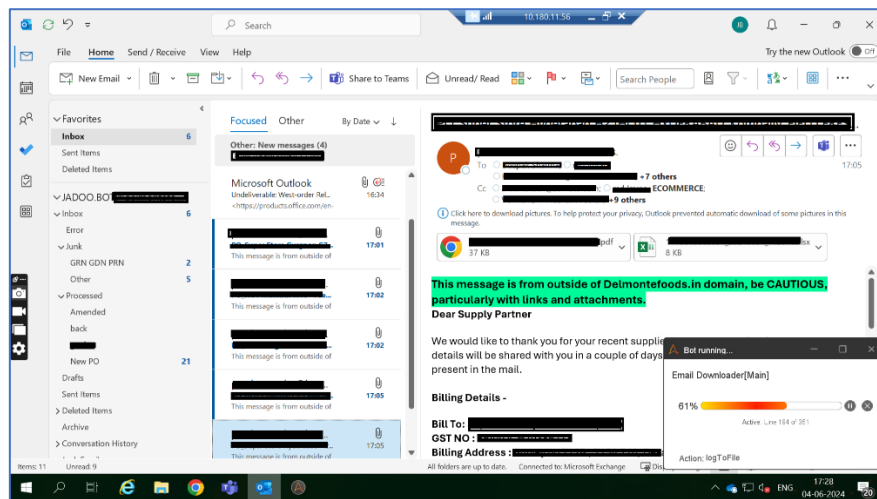 Search
10.180.11.56
JB
File Home Send / Receive View Help
Try the new Outlook Off
New Email
Share to Teams
Unread/ Read
Search People
Favorites
Inbox 6
Sent Items
Deleted Items
JADOO.BOT
Inbox 6
Error
Junk
GRN GDN PRN 2
Other 5
Processed
Amended
back
New PO 21
Drafts
Sent Items
Deleted Items
Archive
Conversation History
Focused Other By Date
Other: New messages (4)
Microsoft Outlook
Undeliverable: West-order Rel... 16:34
<https://products.office.com/en-
17:01
This message is from outside of
17:02
This message is from outside of
17:02
This message is from outside of
17:05
This message is from outside of
17:05
This message is from outside of
P
17:05
To
+7 others
Cc ECOMMERCE;
+9 others
Click here to download pictures. To help protect your privacy, Outlook prevented automatic download of some pictures in this
message.
.pdf
37 KB
8 KB
This message is from outside of Delmontefoods.in domain, be CAUTIOUS,
particularly with links and attachments.
Dear Supply Partner
We would like to thank you for your recent supplie
details will be shared with you in a couple of days
present in the mail.
Billing Details -
Bill To:
GST NO :
Billing Address :
Bot running...
Email Downloader[Main]
61%
Active. Line 184 of 351
Action: logToFile
Items: 11 Unread: 9
All folders are up to date. Connected to: Microsoft Exchange
ENG
17:28
04-06-2024
20